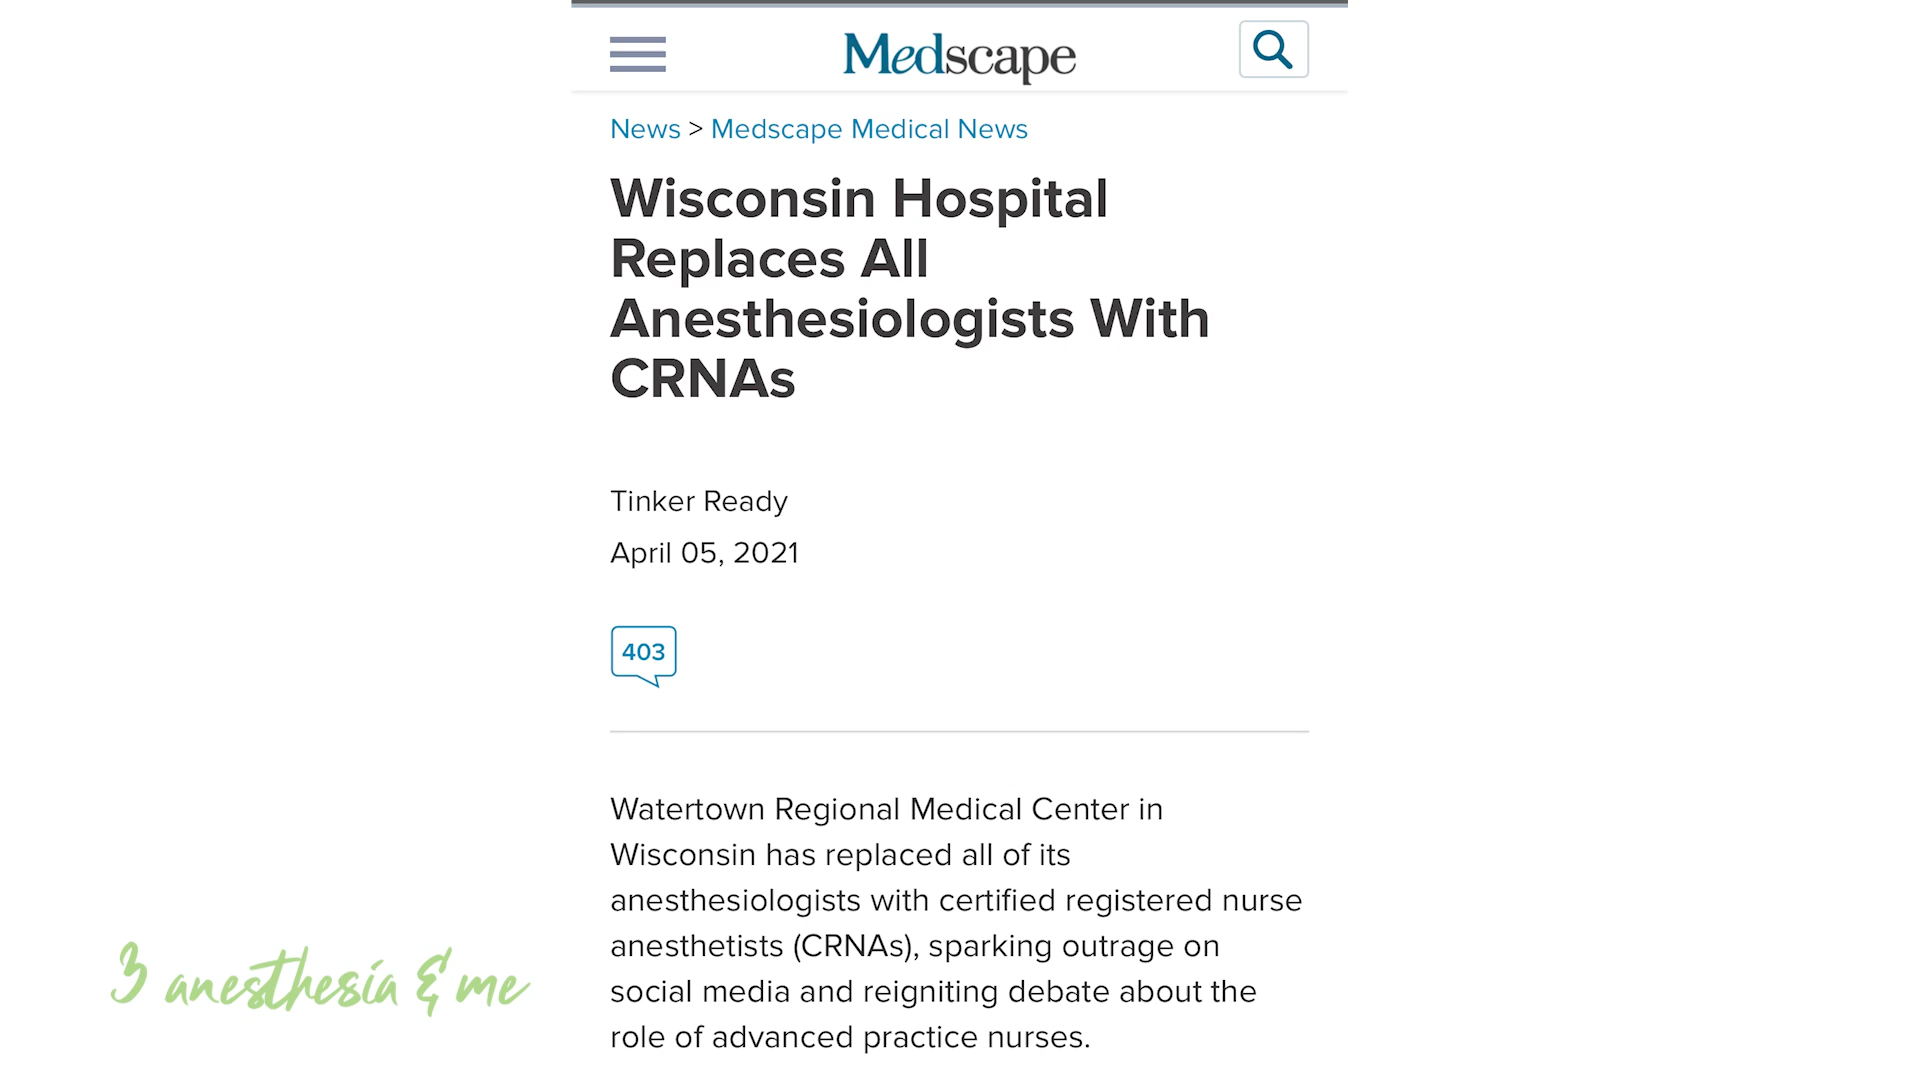 Medscape
News > Medscape Medical News
Wisconsin Hospital
Replaces All
Anesthesiologists With
CRNAs
Tinker Ready
April 05, 2021
403
Watertown Regional Medical Center in
Wisconsin has replaced all of its
anesthesiologists with certified registered nurse
anesthetists (CRNAs), sparking outrage on
social media and reigniting debate about the
role of advanced practice nurses.
3 anesthesia & me